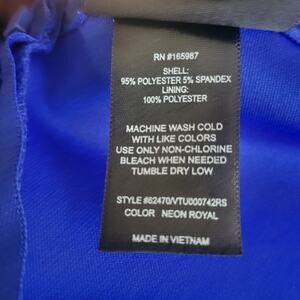 RN #165987
SHELL:
95% POLYESTER 5% SPANDEX
LINING:
100% POLYESTER
MACHINE WASH COLD
WITH LIKE COLORS
USE ONLY NON-CHLORINE
BLEACH WHEN NEEDED
TUMBLE DRY LOW
STYLE #62470/VTU000742RS
COLOR NEON ROYAL
MADE IN VIETNAM